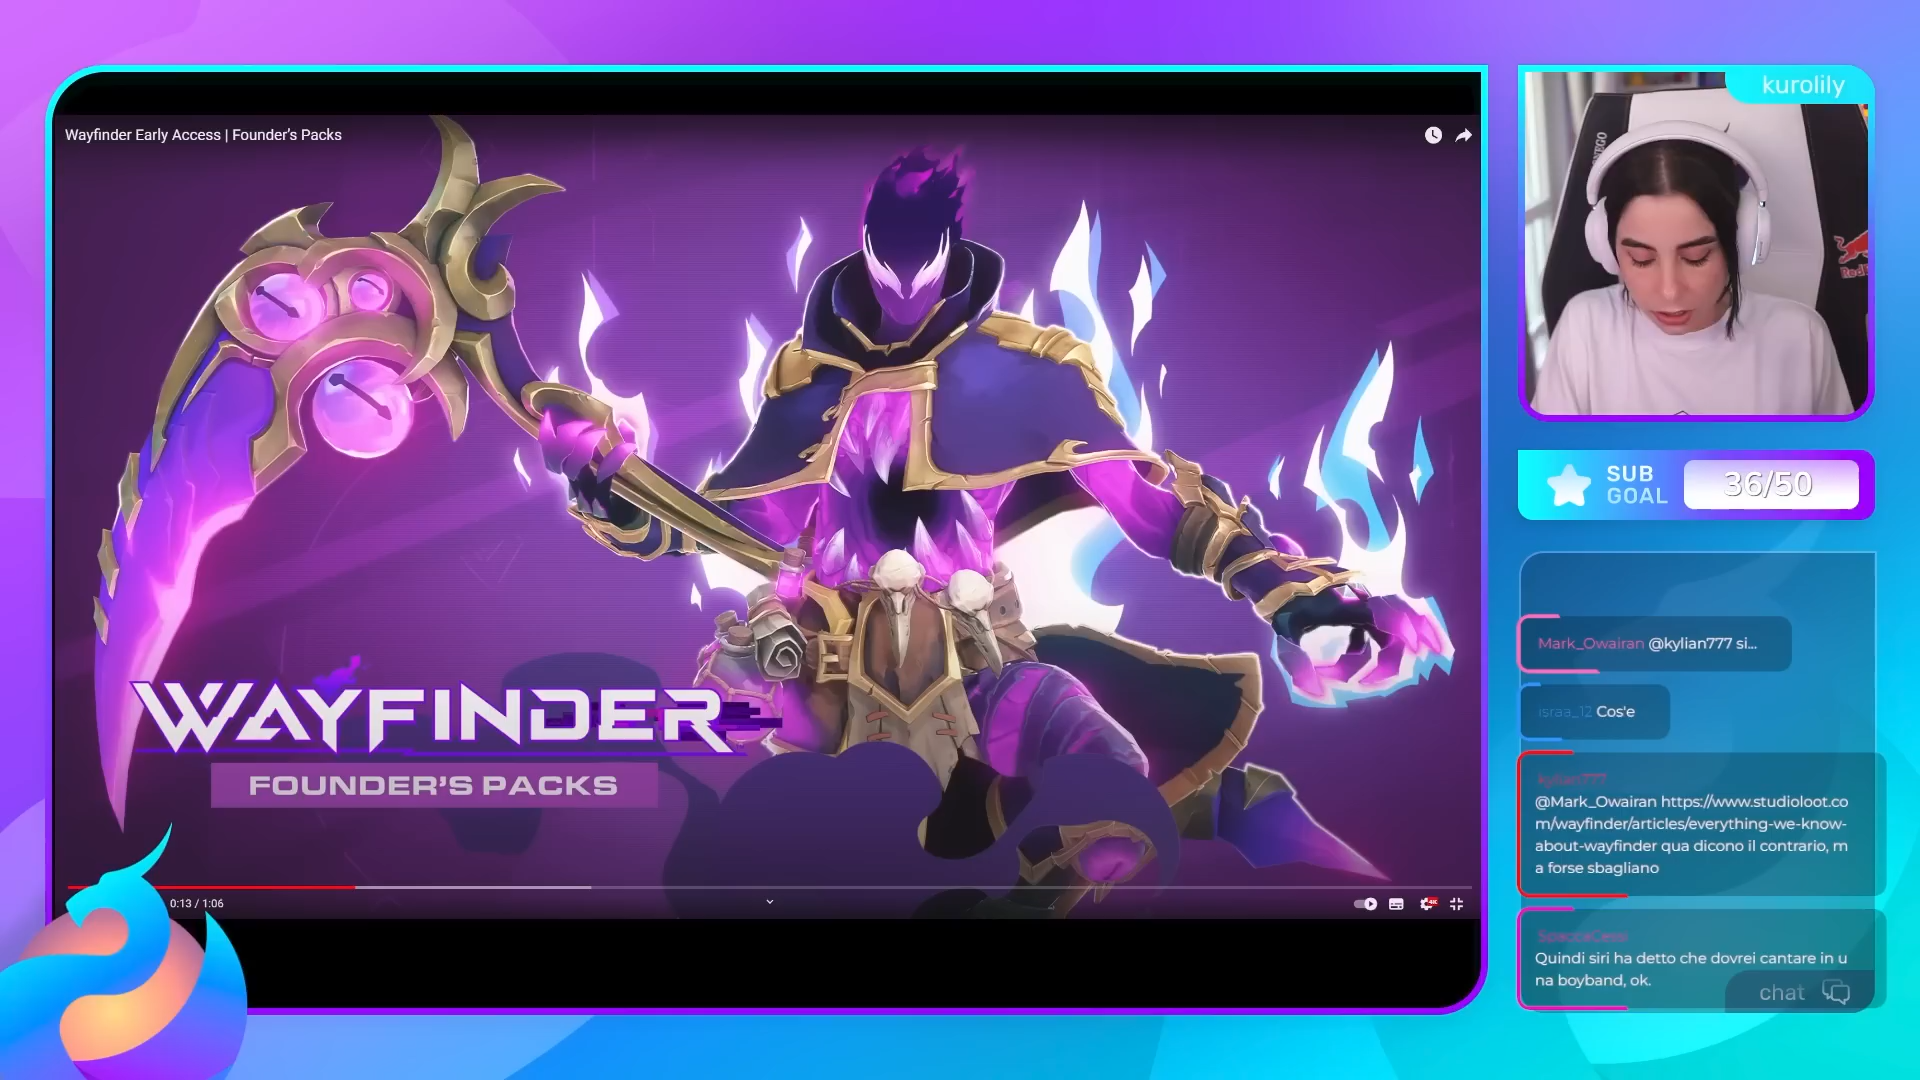 kurolily
Wayfinder Early Access | Founder's Packs
SUB
GOAL
36/50
WAYFINDER
FOUNDER'S PACKS
0:13 / 1:06
4K
Mark_Owairan @kylian777 si...
israa_12 Cos'e
kylian777
@Mark_Owairan https://www.studioloot.co
m/wayfinder/articles/everything-we-know-
about-wayfinder qua dicono il contrario, m
a forse sbagliano
Quindi siri ha detto che dovrei cantare in u
na boyband, ok.
chat